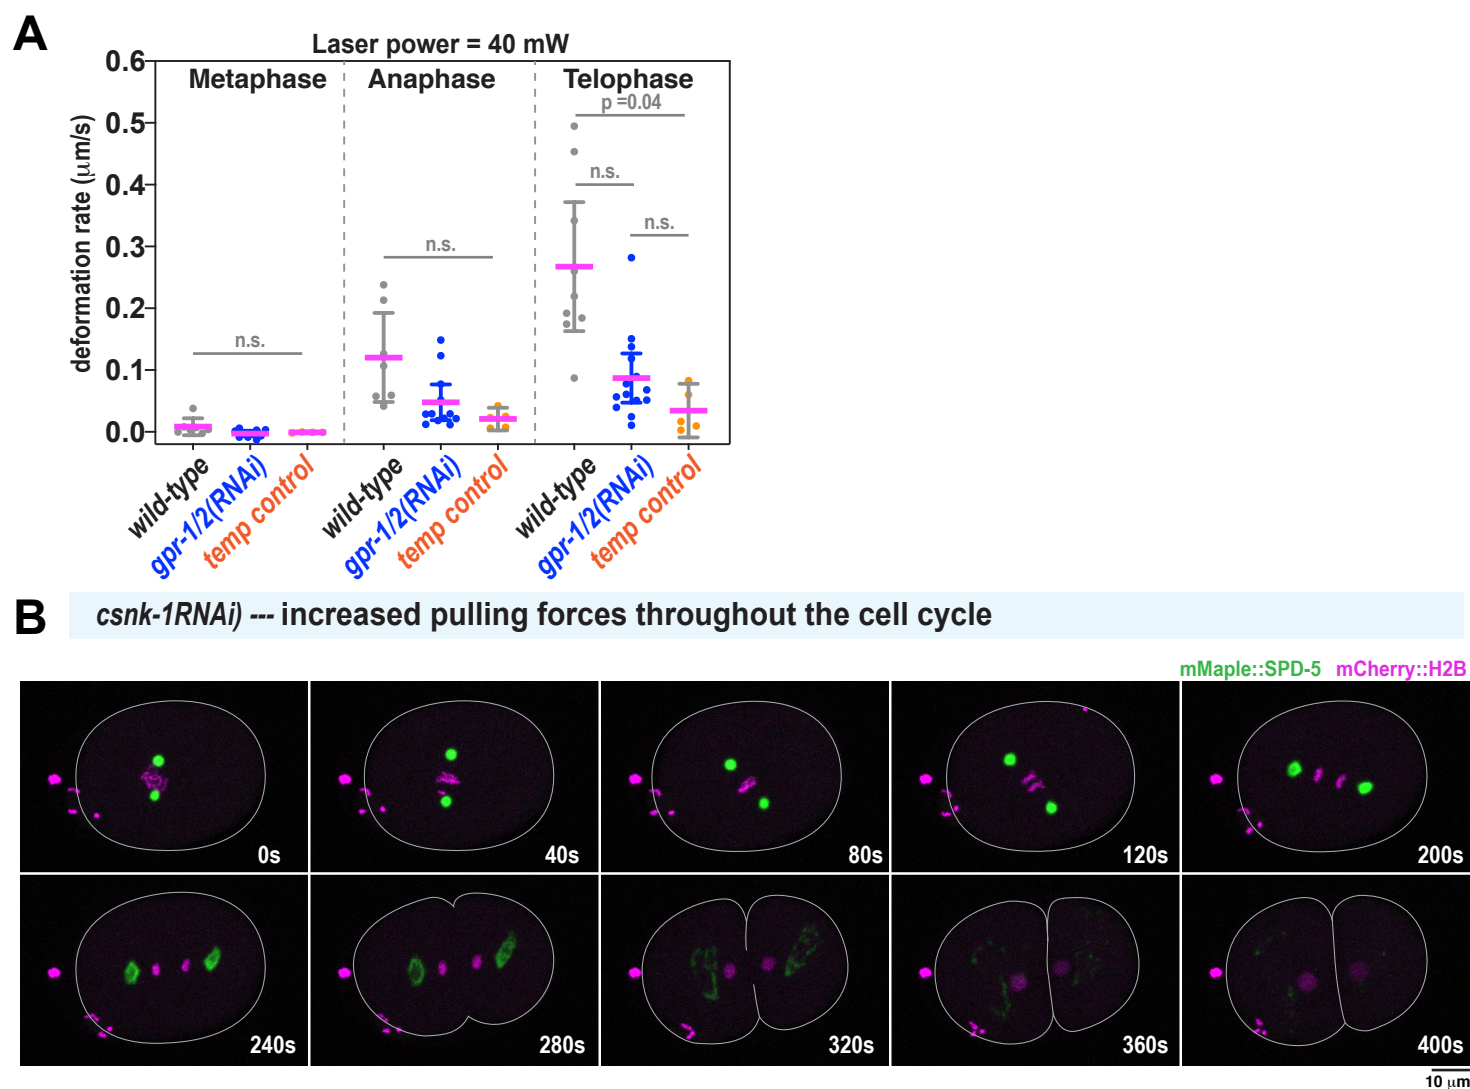 A
Laser power = 40 mW
Metaphase Anaphase Telophase
deformation rate (μm/s)
0.6
0.5
0.4
0.3
0.2
0.1
0.0
n.s.
n.s.
p =0.04
n.s.
n.s.
wild-type
gpr-1/2(RNAi)
temp control
wild-type
gpr-1/2(RNAi)
temp control
wild-type
gpr-1/2(RNAi)
temp control
B
csnk-1RNAi) --- increased pulling forces throughout the cell cycle
mMaple::SPD-5 mCherry::H2B
0s 40s 80s 120s 200s
240s 280s 320s 360s 400s
10 μm